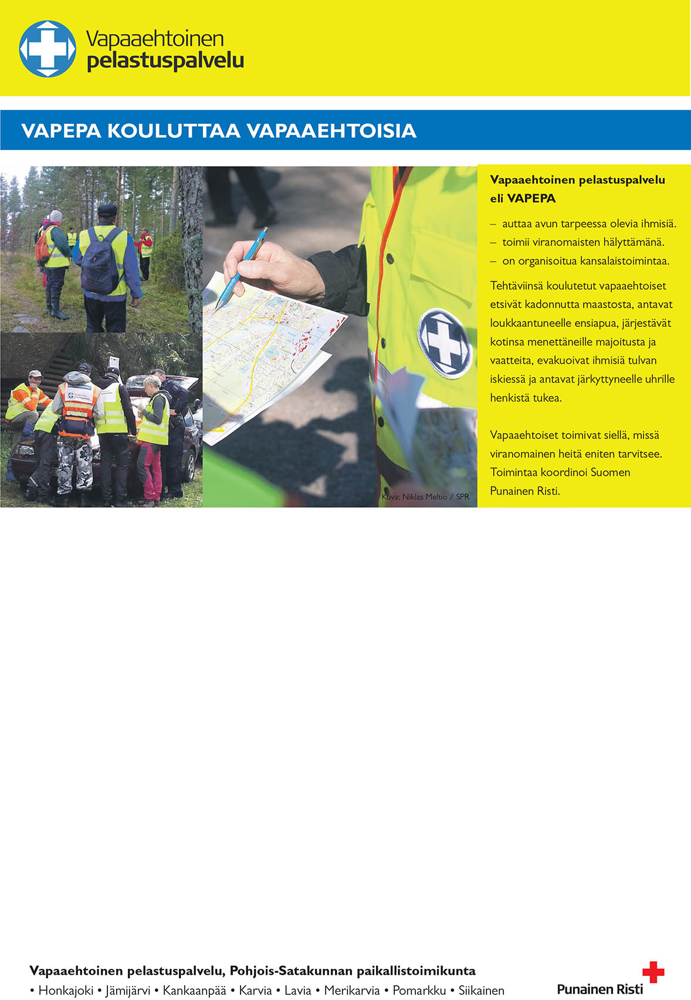 Vapaaehtoinen
pelastuspalvelu
VAPEPA KOULUTTAA VAPAAEHTOISIA
Vapaaehtoinen pelastuspalvelu
eli VAPEPA
– auttaa avun tarpeessa olevia ihmisiä.
– toimii viranomaisten hälyttämänä.
– on organisoitua kansalaistoimintaa.
Tehtäviinsä koulutetut vapaaehtoiset
etsivät kadonnutta maastosta, antavat
loukkaantuneelle ensiapua, järjestävät
kotinsa menettäneille majoitusta ja
vaatteita, evakuoivat ihmisiä tulvan
iskiessä ja antavat järkyttyneelle uhrille
henkistä tukea.
Vapaaehtoiset toimivat siellä, missä
viranomainen heitä eniten tarvitsee.
Toimintaa koordinoi Suomen
Punainen Risti.
Kuva: Niklas Meltio / SPR
Vapaaehtoinen pelastuspalvelu, Pohjois-Satakunnan paikallistoimikunta
• Honkajoki • Jämijärvi • Kankaanpää • Karvia • Lavia • Merikarvia • Pomarkku • Siikainen
Punainen Risti